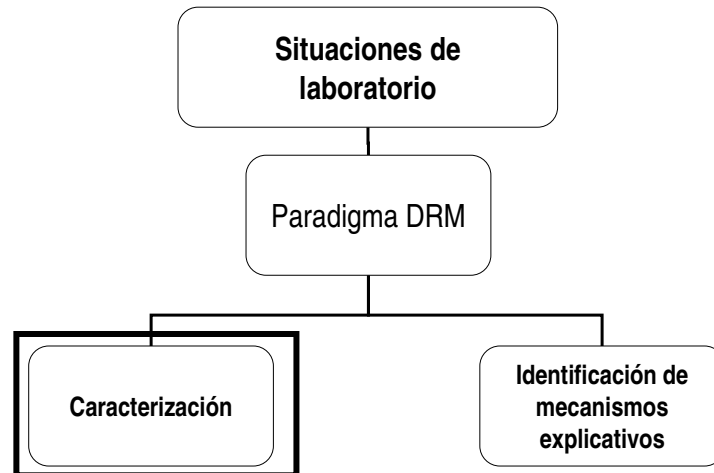 Situaciones de
laboratorio
Paradigma DRM
Caracterización
Identificación de
mecanismos
explicativos